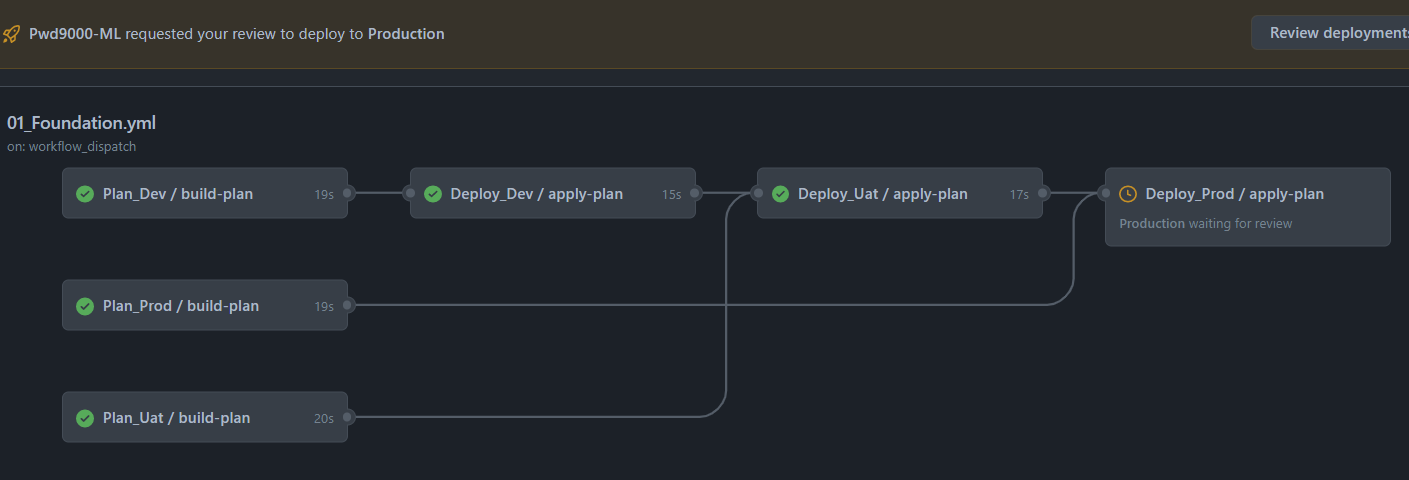 Pwd9000-ML requested your review to deploy to Production
Review deployments
01_Foundation.yml
on: workflow_dispatch
Plan_Dev / build-plan 19s
Deploy_Dev / apply-plan 15s
Deploy_Uat / apply-plan 17s
Deploy_Prod / apply-plan
Production waiting for review
Plan_Prod / build-plan 19s
Plan_Uat / build-plan 20s